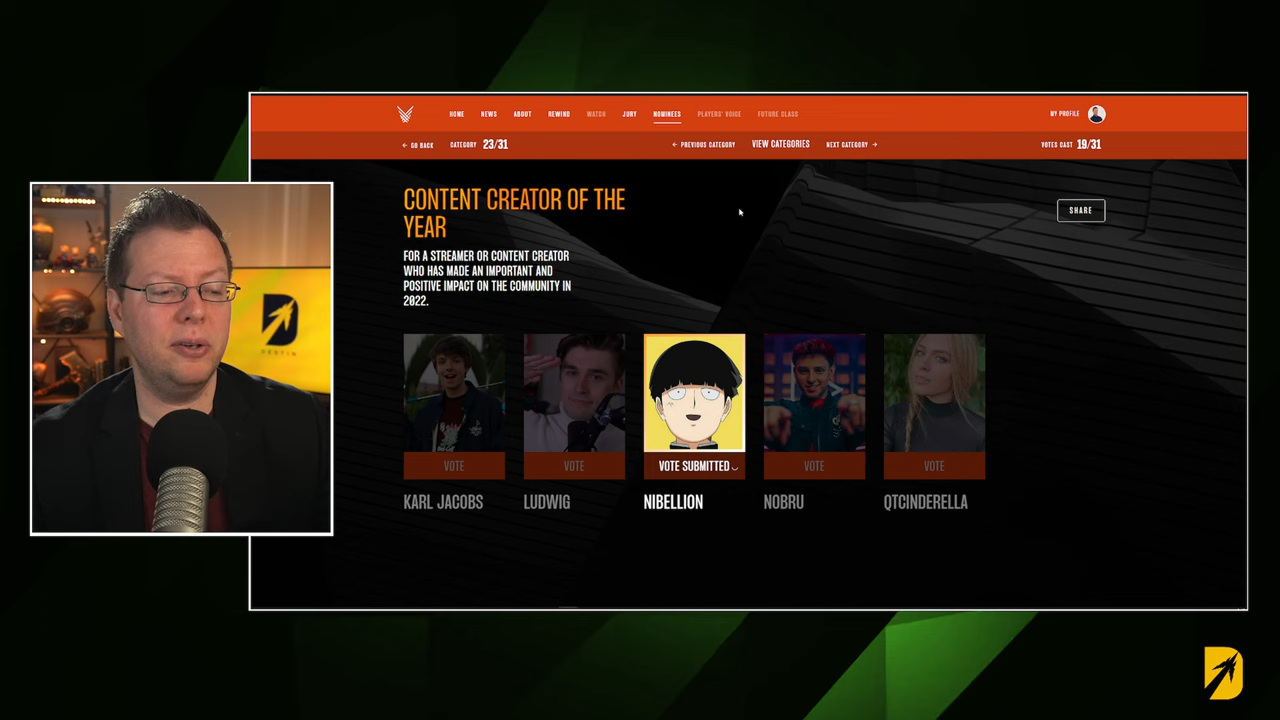 HOME NEWS ABOUT REWIND WATCH JURY NOMINEES PLAYERS' VOICE FUTURE CLASS MY PROFILE
← GO BACK CATEGORY 23/31 ← PREVIOUS CATEGORY VIEW CATEGORIES NEXT CATEGORY → VOTES CAST 19/31
CONTENT CREATOR OF THE
YEAR
SHARE
FOR A STREAMER OR CONTENT CREATOR
WHO HAS MADE AN IMPORTANT AND
POSITIVE IMPACT ON THE COMMUNITY IN
2022.
VOTE VOTE VOTE SUBMITTED VOTE VOTE
KARL JACOBS LUDWIG NIBELLION NOBRU QTCINDERELLA
D
DESTIN
D